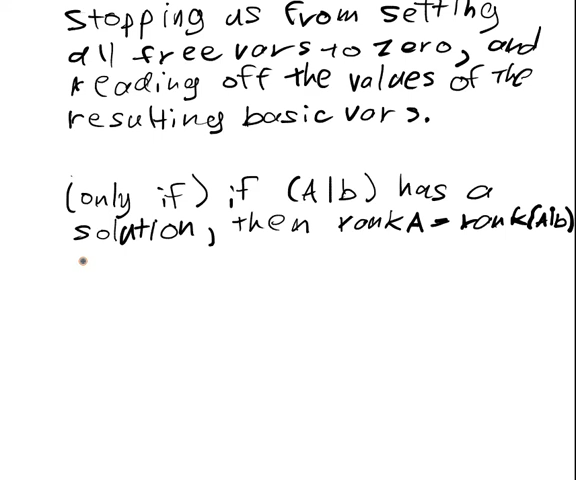 stopping us from setting
all free vars to zero, and
reading off the values of the
resulting basic vars.
(only if) if (A|b) has a
solution, then rank A = rank(A|b)